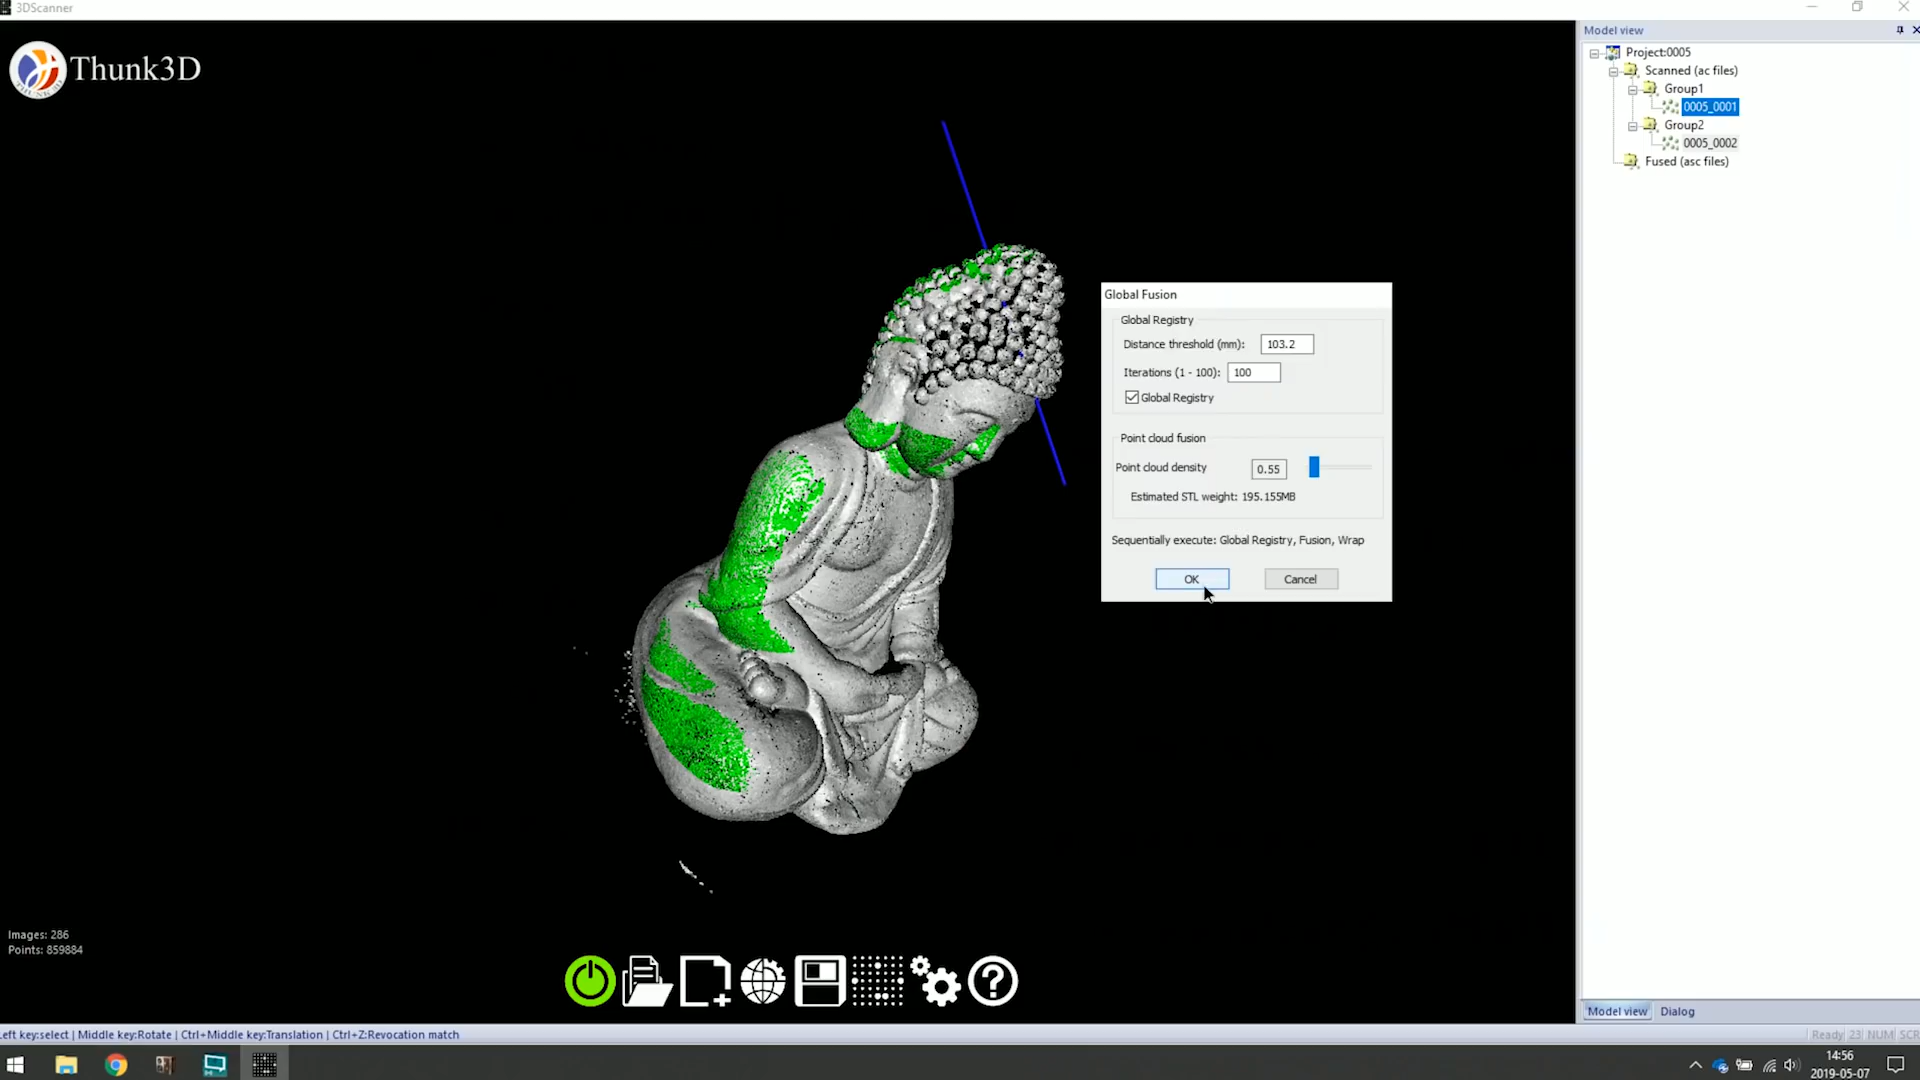 3DScanner
Thunk3D
Model view
Project:0005
Scanned (ac files)
Group1
0005_0001
Group2
0005_0002
Fused (asc files)
Global Fusion
Global Registry
Distance threshold (mm): 103.2
Iterations (1 - 100): 100
Global Registry
Point cloud fusion
Point cloud density 0.55
Estimated STL weight: 195.155MB
Sequentially execute: Global Registry, Fusion, Wrap
OK Cancel
Images: 286
Points: 859884
Model view Dialog
Left key:select | Middle key:Rotate | Ctrl+Middle key:Translation | Ctrl+Z:Revocation match
Ready 23 NUM SCR
14:56
2019-05-07